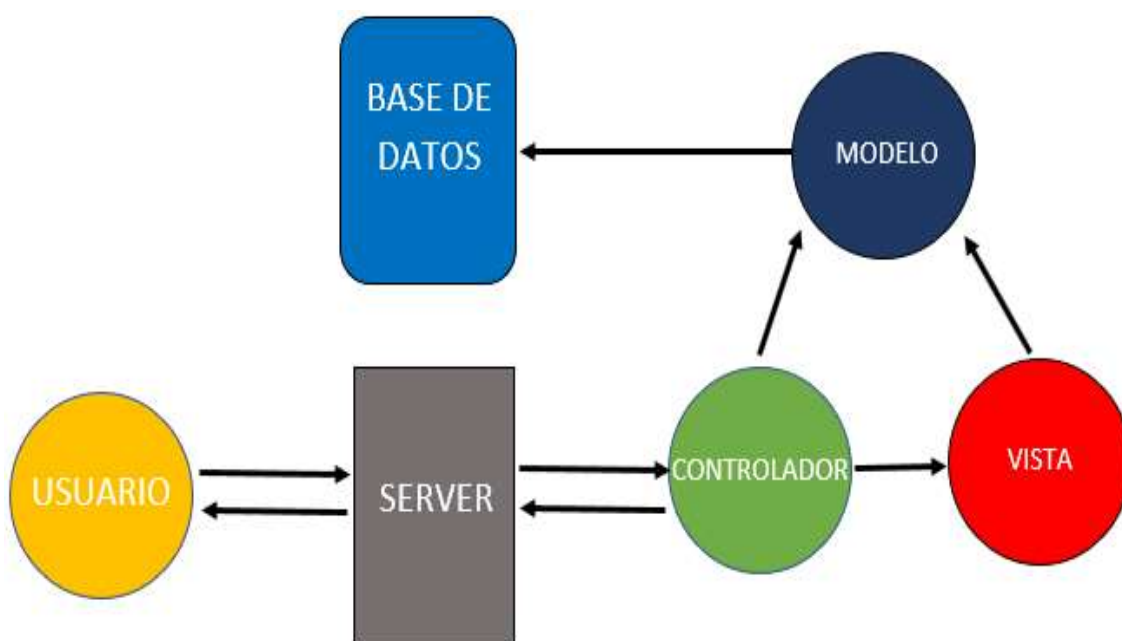 BASE DE
DATOS
MODELO
USUARIO
SERVER
CONTROLADOR
VISTA